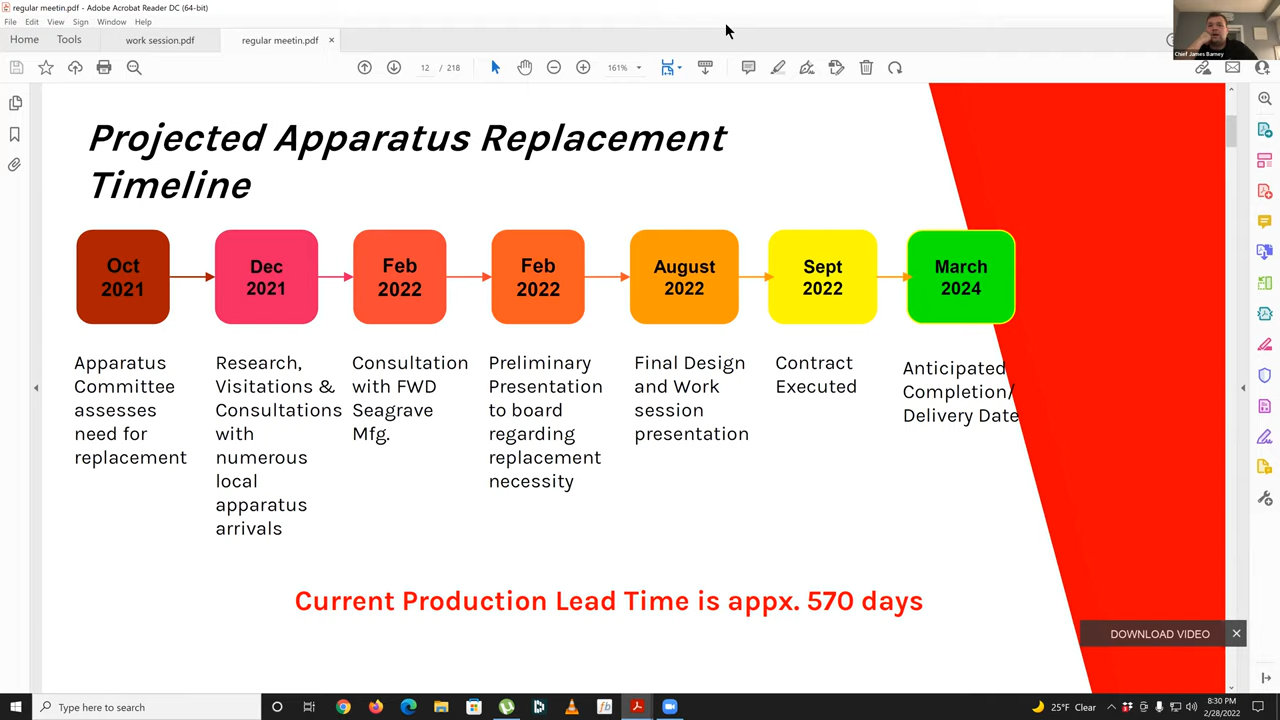 regular meetin.pdf - Adobe Acrobat Reader DC (64-bit)
File Edit View Sign Window Help
Home Tools work session.pdf regular meetin.pdf ×
12 / 218 161%
Chief James Barney
Projected Apparatus Replacement
Timeline
Oct
2021
Dec
2021
Feb
2022
Feb
2022
August
2022
Sept
2022
March
2024
Apparatus
Committee
assesses
need for
replacement
Research,
Visitations &
Consultations
with
numerous
local
apparatus
arrivals
Consultation
with FWD
Seagrave
Mfg.
Preliminary
Presentation
to board
regarding
replacement
necessity
Final Design
and Work
session
presentation
Contract
Executed
Anticipated
Completion/
Delivery Date
Current Production Lead Time is appx. 570 days
DOWNLOAD VIDEO ×
Type here to search
25°F Clear
8:30 PM
2/28/2022